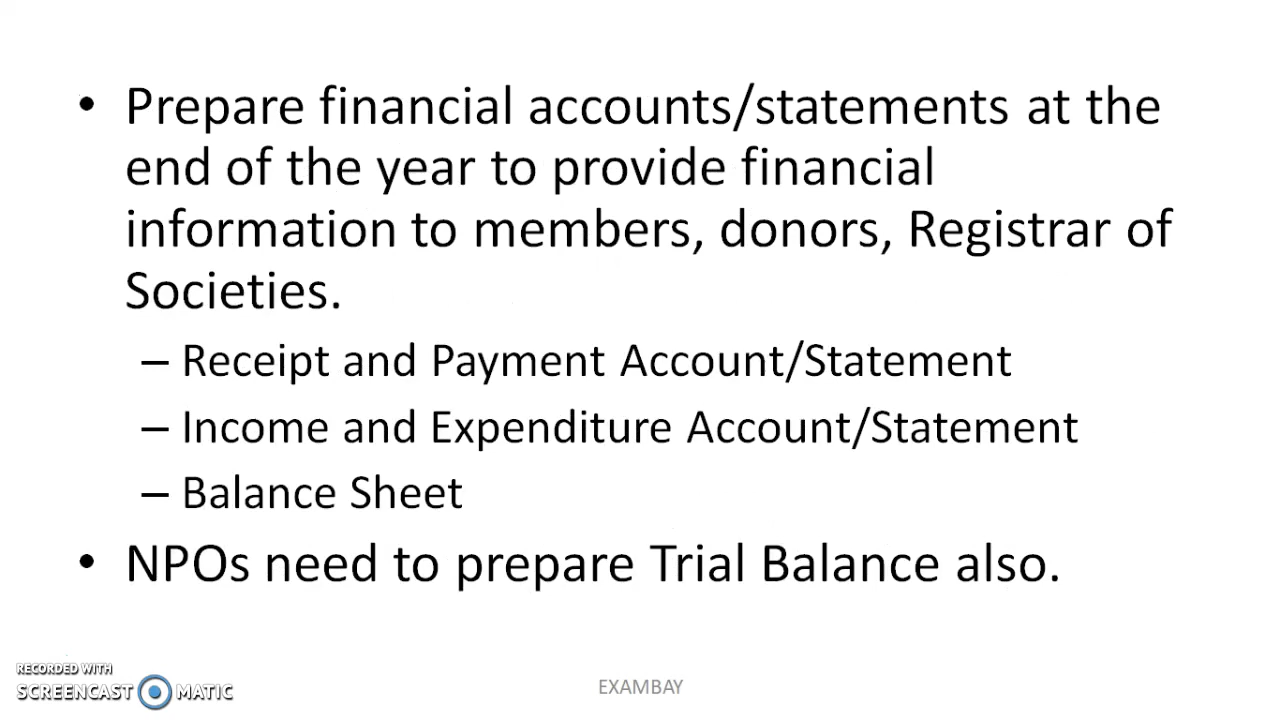 • Prepare financial accounts/statements at the
end of the year to provide financial
information to members, donors, Registrar of
Societies.
– Receipt and Payment Account/Statement
– Income and Expenditure Account/Statement
– Balance Sheet
• NPOs need to prepare Trial Balance also.
RECORDED WITH
SCREENCAST MATIC
EXAMBAY